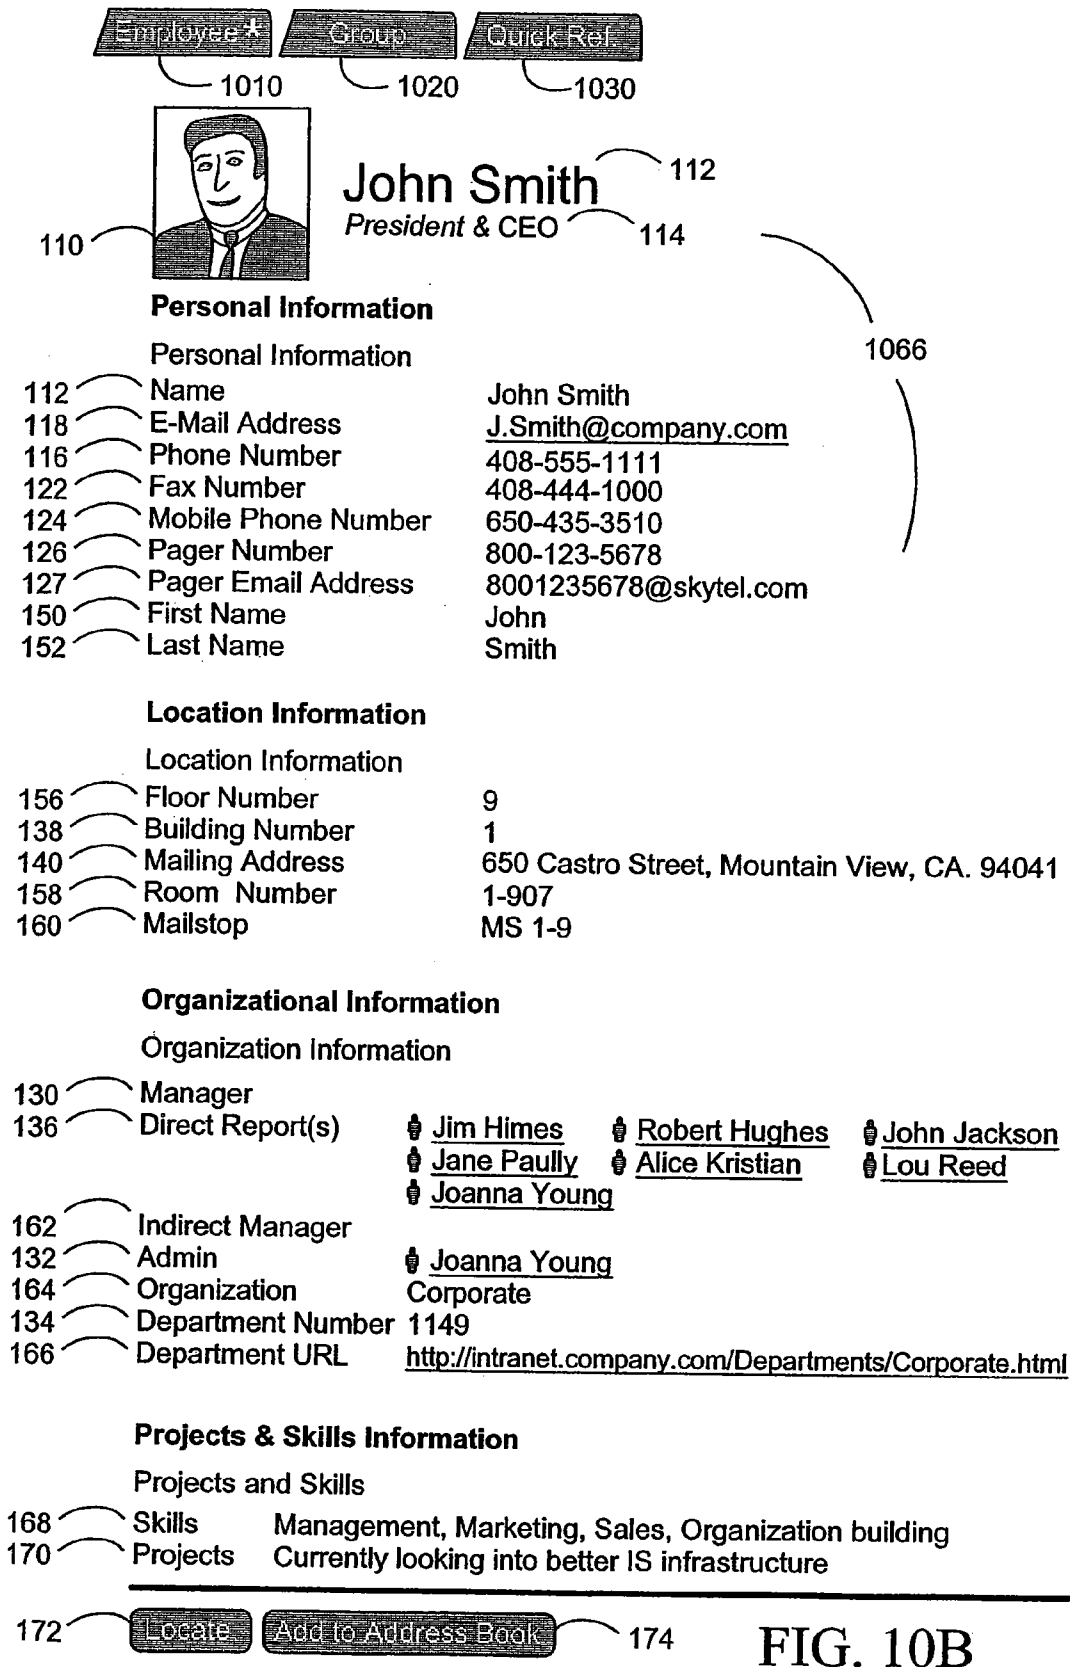 Employee* Group Quick Ref.
1010 1020 1030
John Smith 112
President & CEO 114
110
Personal Information
1066
Personal Information
112 Name John Smith
118 E-Mail Address J.Smith@company.com
116 Phone Number 408-555-1111
122 Fax Number 408-444-1000
124 Mobile Phone Number 650-435-3510
126 Pager Number 800-123-5678
127 Pager Email Address 8001235678@skytel.com
150 First Name John
152 Last Name Smith
Location Information
Location Information
156 Floor Number 9
138 Building Number 1
140 Mailing Address 650 Castro Street, Mountain View, CA. 94041
158 Room Number 1-907
160 Mailstop MS 1-9
Organizational Information
Organization Information
130 Manager
136 Direct Report(s) Jim Himes Robert Hughes John Jackson
Jane Paully Alice Kristian Lou Reed
Joanna Young
162 Indirect Manager
132 Admin Joanna Young
164 Organization Corporate
134 Department Number 1149
166 Department URL http://intranet.company.com/Departments/Corporate.html
Projects & Skills Information
Projects and Skills
168 Skills Management, Marketing, Sales, Organization building
170 Projects Currently looking into better IS infrastructure
172 Locate Add to Address Book 174 FIG. 10B